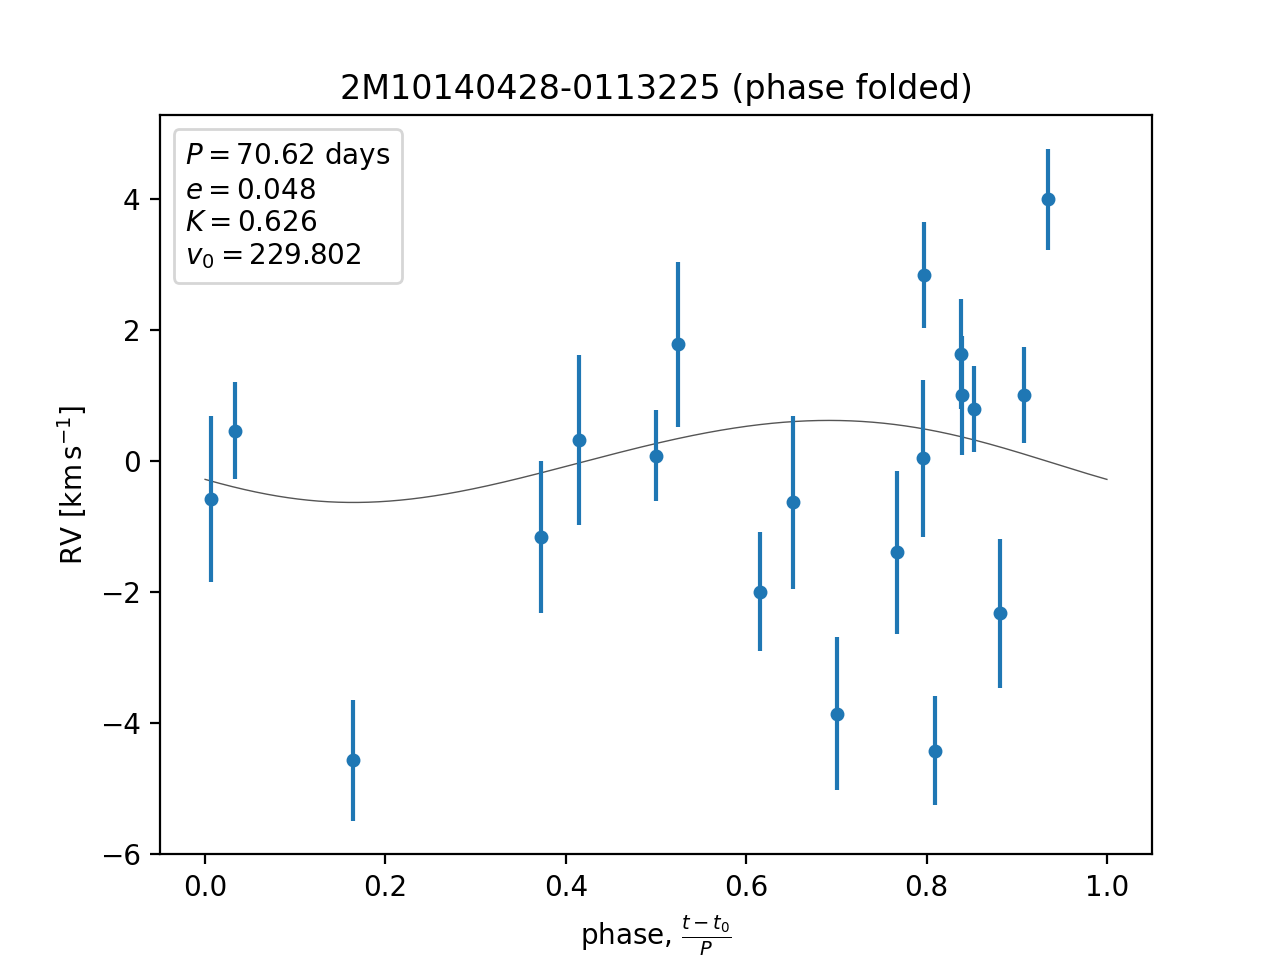 2M10140428-0113225 (phase folded)
P = 70.62 days
e = 0.048
K = 0.626
v₀ = 229.802
RV [km s⁻¹]
4
2
0
−2
−4
−6
0.0 0.2 0.4 0.6 0.8 1.0
phase, (t − t₀)/P